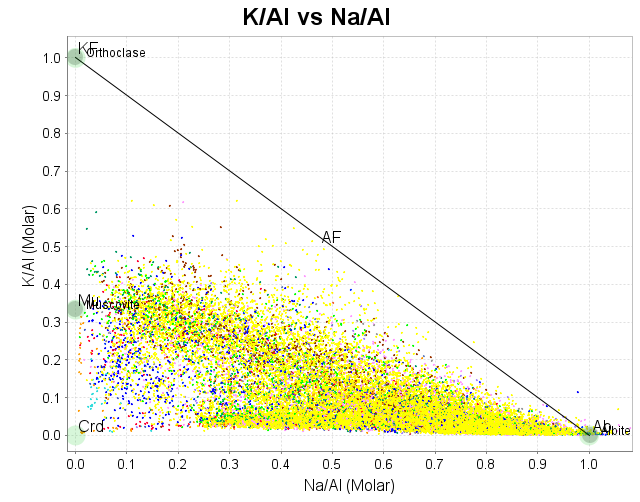 K/Al vs Na/Al
K/Al (Molar)
1.0
0.9
0.8
0.7
0.6
0.5
0.4
0.3
0.2
0.1
0.0
KF
Orthoclase
AF
Mu
Muscovite
Crd
Ab
Albite
0.0 0.1 0.2 0.3 0.4 0.5 0.6 0.7 0.8 0.9 1.0
Na/Al (Molar)